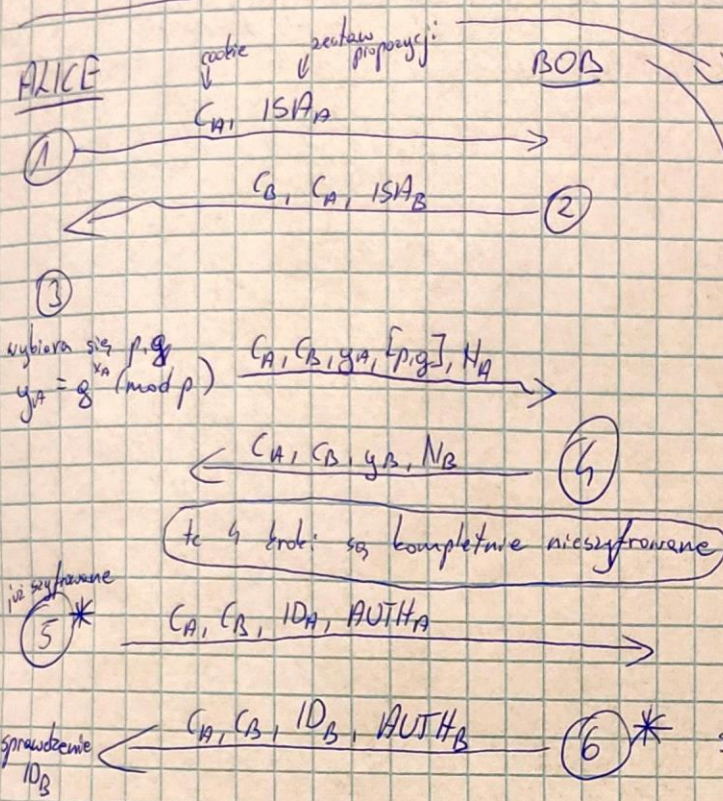 cookie zestaw
propozycji
ALICE BOB
C_A, ISA_A
1
C_B, C_A, ISA_B
2
3
wybiera się p, g
y_A = g^x_A (mod p)
C_A, C_B, y_A, [p,g], N_A
C_A, C_B, y_B, N_B
4
te 4 kroki są kompletnie nieszyfrowane
już szyfrowane
5*
C_A, C_B, ID_A, AUTH_A
C_A, C_B, ID_B, AUTH_B
6*
sprawdzenie
ID_B